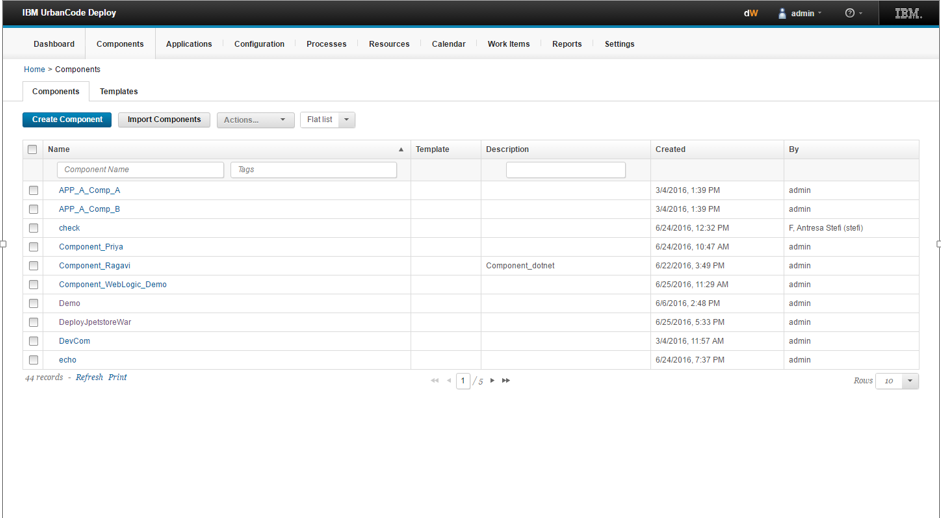 IBM UrbanCode Deploy dW admin IBM.
Dashboard Components Applications Configuration Processes Resources Calendar Work Items Reports Settings
Home > Components
Components Templates
Create Component Import Components Actions... Flat list
Name Template Description Created By
Component Name Tags
APP_A_Comp_A 3/4/2016, 1:39 PM admin
APP_A_Comp_B 3/4/2016, 1:39 PM admin
check 6/24/2016, 12:32 PM F, Antresa Stefi (stefi)
Component_Priya 6/24/2016, 10:47 AM admin
Component_Ragavi Component_dotnet 6/22/2016, 3:49 PM admin
Component_WebLogic_Demo 6/25/2016, 11:29 AM admin
Demo 6/6/2016, 2:48 PM admin
DeployJpetstoreWar 6/25/2016, 5:33 PM admin
DevCom 3/4/2016, 11:57 AM admin
echo 6/24/2016, 7:37 PM admin
44 records - Refresh Print 1 / 5 Rows 10